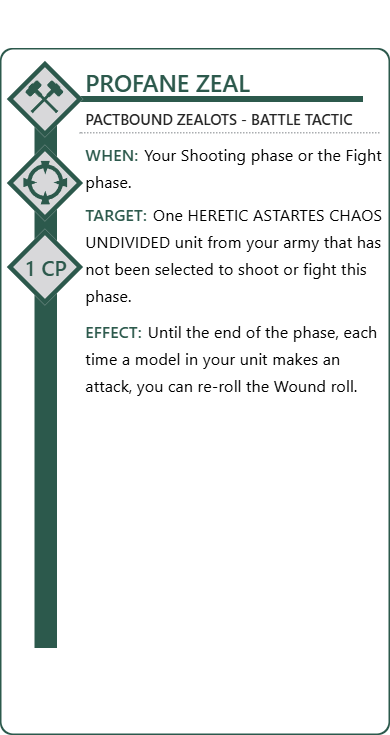 PROFANE ZEAL
PACTBOUND ZEALOTS - BATTLE TACTIC
WHEN: Your Shooting phase or the Fight
phase.
TARGET: One HERETIC ASTARTES CHAOS
UNDIVIDED unit from your army that has
not been selected to shoot or fight this
phase.
1 CP
EFFECT: Until the end of the phase, each
time a model in your unit makes an
attack, you can re-roll the Wound roll.